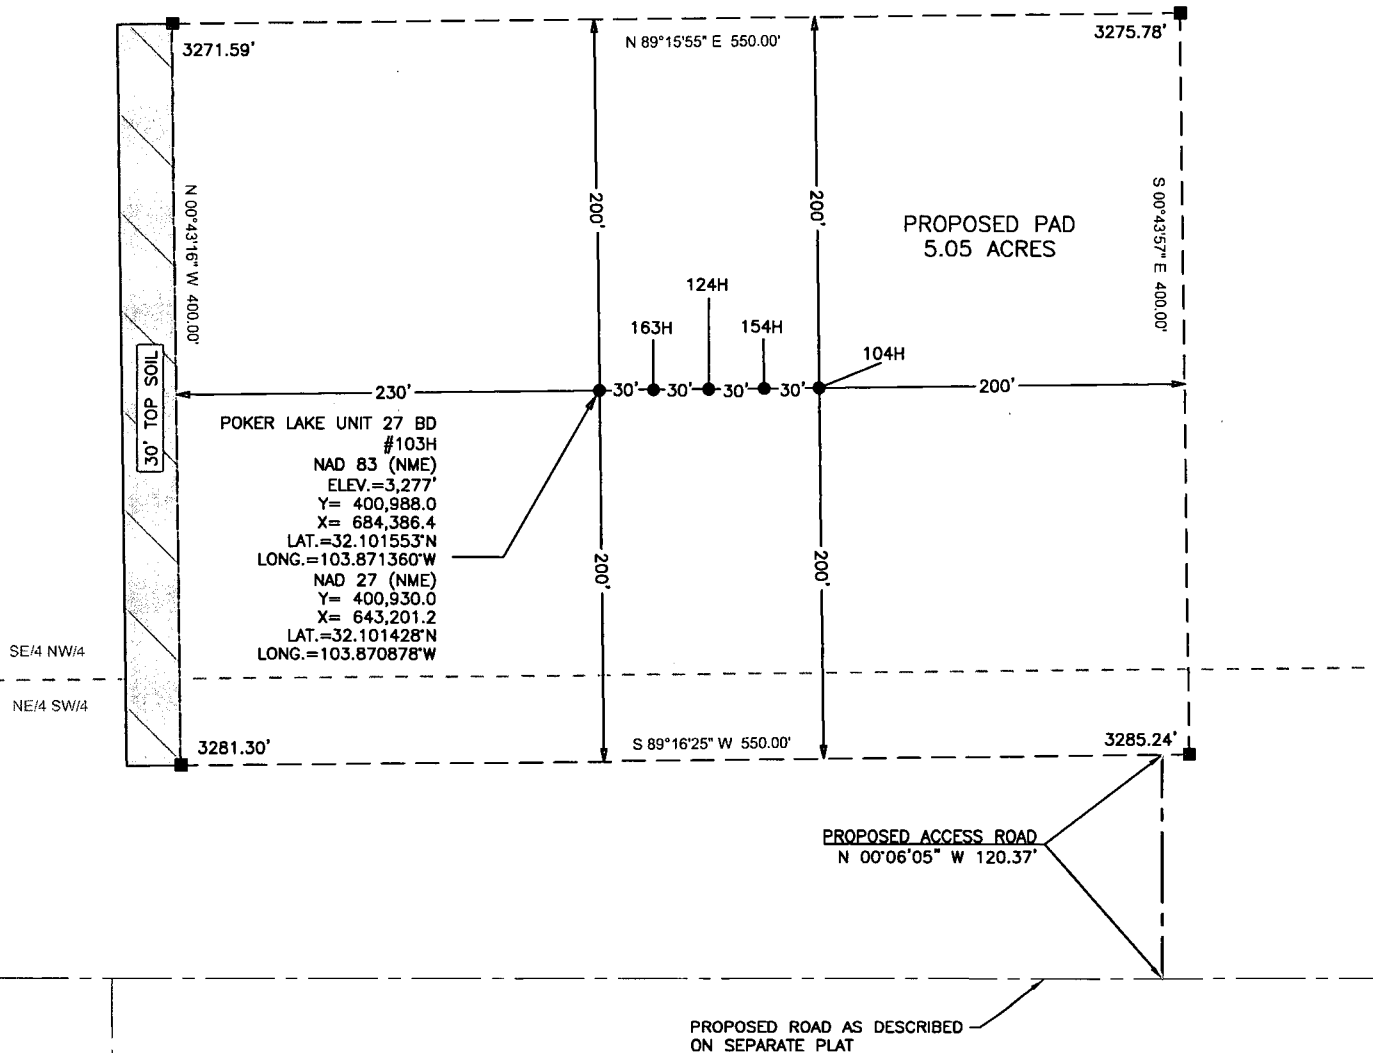 3271.59'
N 89°15'55" E 550.00'
3275.78'
N 00°43'16" W 400.00'
200'
200'
S 00°43'57" E 400.00'
PROPOSED PAD
5.05 ACRES
124H
163H
154H
104H
30' TOP SOIL
230'
30'
30'
30'
30'
200'
POKER LAKE UNIT 27 BD
#103H
NAD 83 (NME)
ELEV.=3,277'
Y= 400,988.0
X= 684,386.4
LAT.=32.101553°N
LONG.=103.871360°W
NAD 27 (NME)
Y= 400,930.0
X= 643,201.2
LAT.=32.101428°N
LONG.=103.870878°W
200'
200'
SE/4 NW/4
NE/4 SW/4
3281.30'
S 89°16'25" W 550.00'
3285.24'
PROPOSED ACCESS ROAD
N 00°06'05" W 120.37'
PROPOSED ROAD AS DESCRIBED
ON SEPARATE PLAT